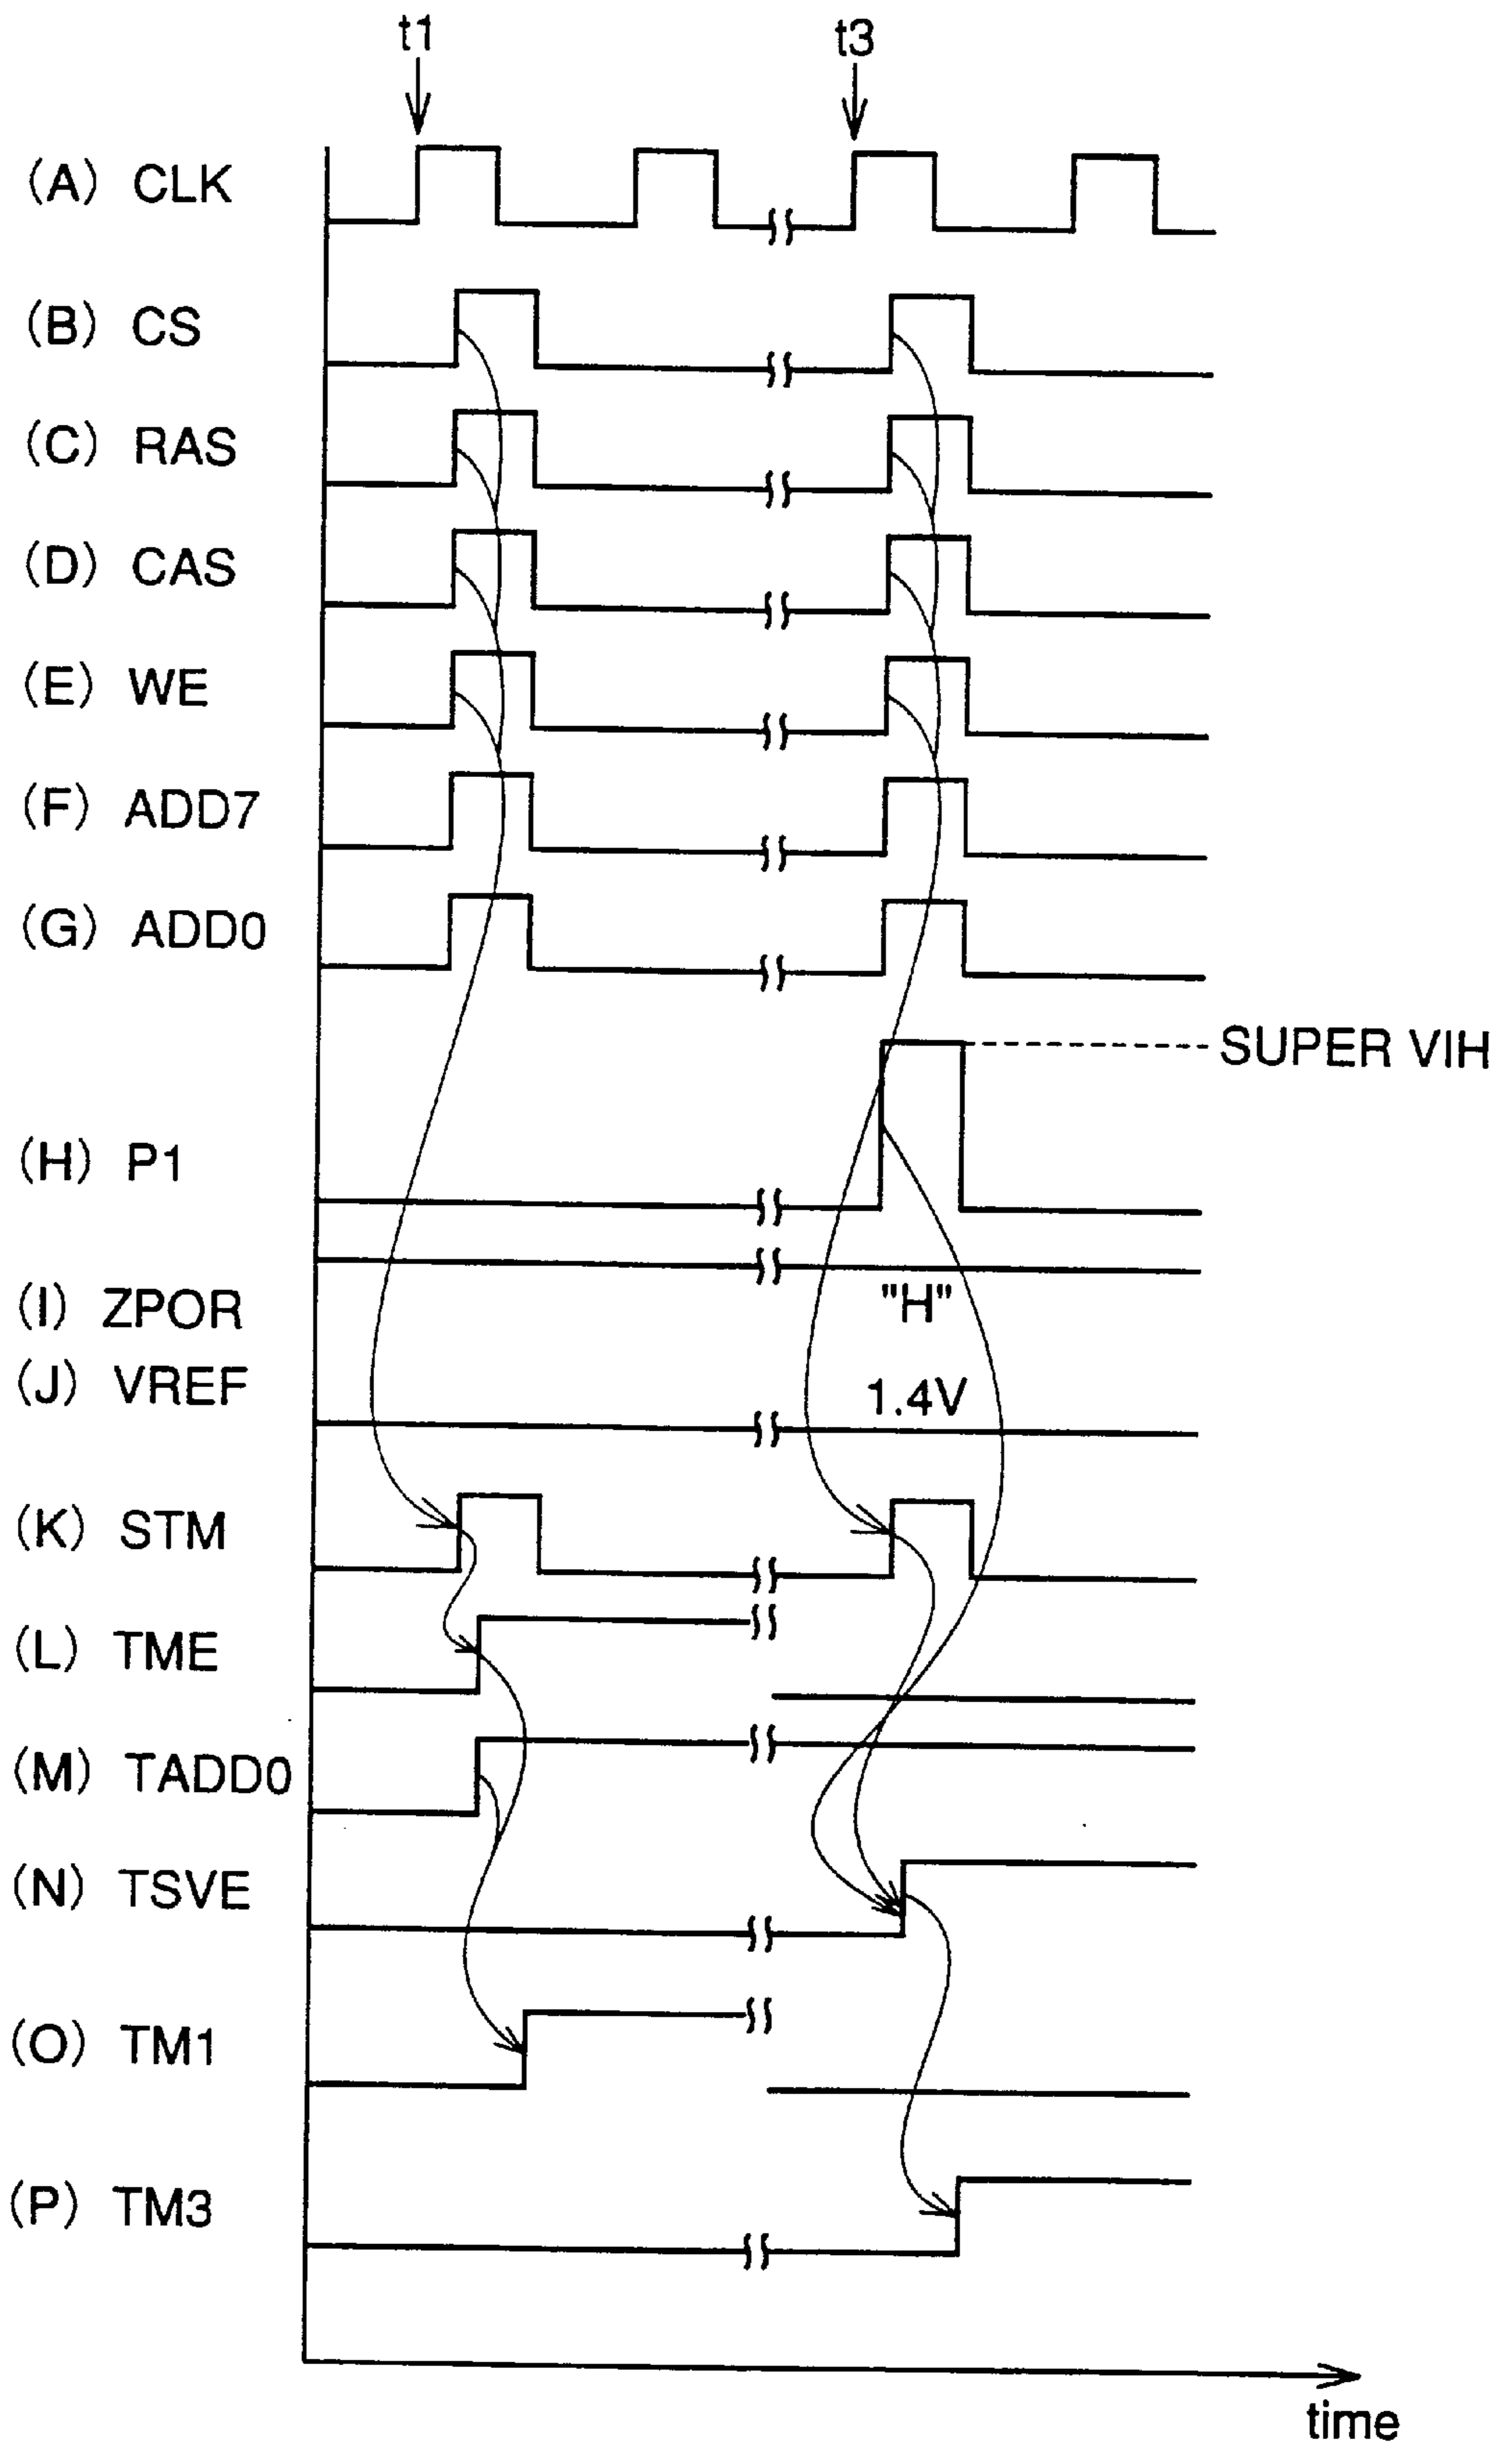 t1 t3
(A) CLK
(B) CS
(C) RAS
(D) CAS
(E) WE
(F) ADD7
(G) ADD0
SUPER VIH
(H) P1
(I) ZPOR "H"
(J) VREF 1.4V
(K) STM
(L) TME
(M) TADD0
(N) TSVE
(O) TM1
(P) TM3
time